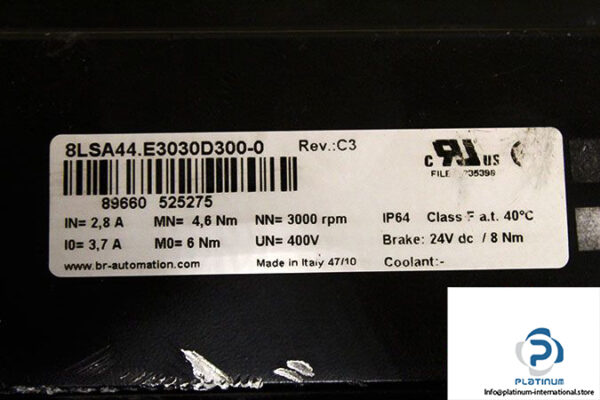 8LSA44.E3030D300-0 Rev.:C3
c RU us
89660 525275
IN= 2,8 A MN= 4,6 Nm NN= 3000 rpm IP64 Class F a.t. 40°C
I0= 3,7 A M0= 6 Nm UN= 400V Brake: 24V dc / 8 Nm
www.br-automation.com Made in Italy 47/10 Coolant:-
FILE
PLATINUM
Info@platinum-international.store